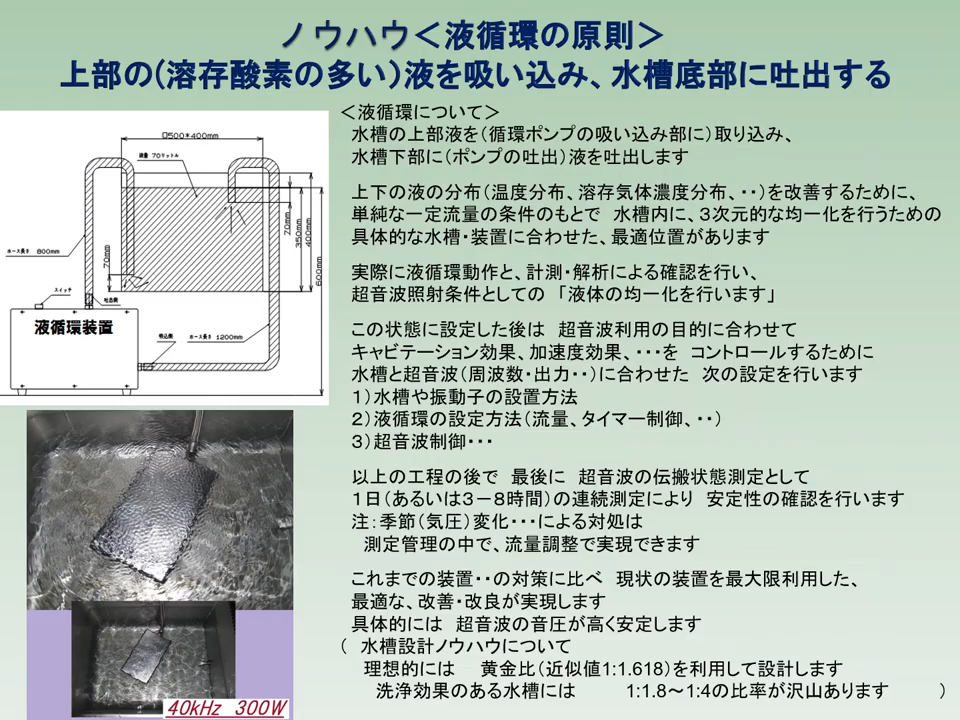 ノウハウ＜液循環の原則＞
上部の(溶存酸素の多い)液を吸い込み、水槽底部に吐出する
＜液循環について＞
水槽の上部液を(循環ポンプの吸い込み部に)取り込み、
水槽下部に(ポンプの吐出)液を吐出します
上下の液の分布(温度分布、溶存気体濃度分布、・・)を改善するために、
単純な一定流量の条件のもとで　水槽内に、3次元的な均一化を行うための
具体的な水槽・装置に合わせた、最適位置があります
実際に液循環動作と、計測・解析による確認を行い、
超音波照射条件としての　「液体の均一化を行います」
この状態に設定した後は　超音波利用の目的に合わせて
キャビテーション効果、加速度効果、・・・を　コントロールするために
水槽と超音波(周波数・出力・・)に合わせた　次の設定を行います
1)水槽や振動子の設置方法
2)液循環の設定方法(流量、タイマー制御、・・)
3)超音波制御・・・
以上の工程の後で　最後に　超音波の伝搬状態測定として
1日(あるいは3－8時間)の連続測定により　安定性の確認を行います
注：季節(気圧)変化・・・による対処は
測定管理の中で、流量調整で実現できます
これまでの装置・・の対策に比べ　現状の装置を最大限利用した、
最適な、改善・改良が実現します
具体的には　超音波の音圧が高く安定します
(　水槽設計ノウハウについて
理想的には　　黄金比(近似値1:1.618)を利用して設計します
洗浄効果のある水槽には　　　1:1.8～1:4の比率が沢山あります　　　)
□500*400mm
液量 70リットル
70mm
350mm
400mm
600mm
ホース長さ 800mm
70mm
スイッチ
吐出側
液循環装置
吸込側
ホース長さ 1200mm
40kHz 300W